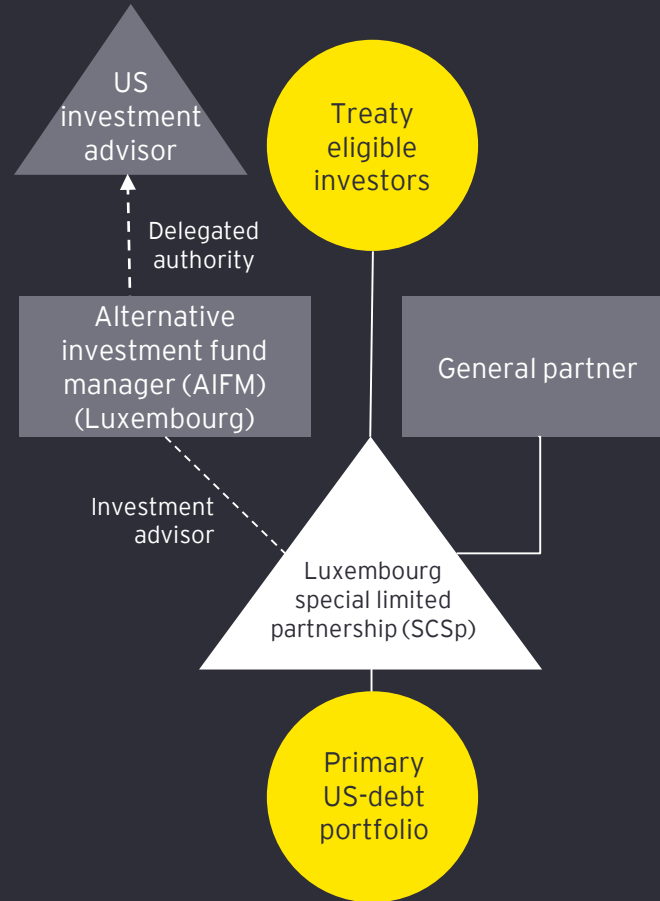 US
investment
advisor
Treaty
eligible
investors
Delegated
authority
Alternative
investment fund
manager (AIFM)
(Luxembourg)
General partner
Investment
advisor
Luxembourg
special limited
partnership (SCSp)
Primary
US-debt
portfolio